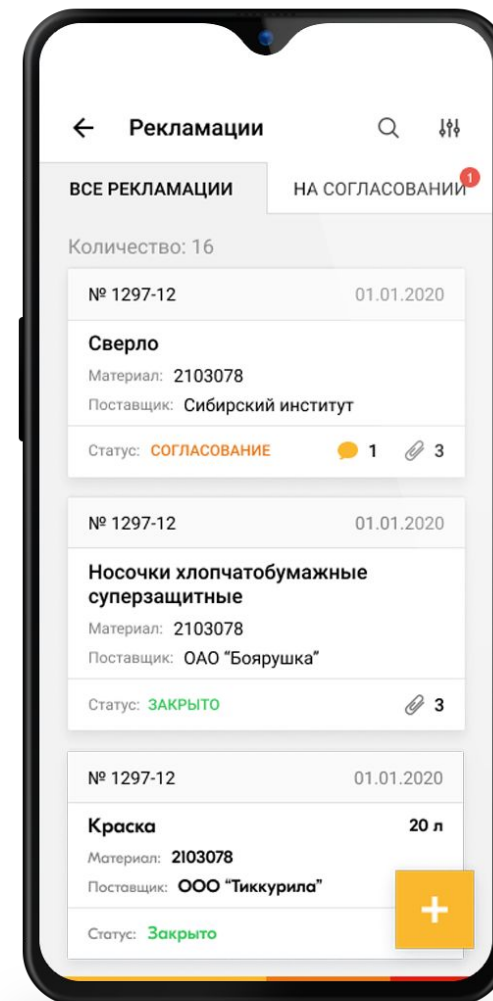 Рекламации
ВСЕ РЕКЛАМАЦИИ НА СОГЛАСОВАНИИ 1
Количество: 16
№ 1297-12 01.01.2020
Сверло
Материал: 2103078
Поставщик: Сибирский институт
Статус: СОГЛАСОВАНИЕ 1 3
№ 1297-12 01.01.2020
Носочки хлопчатобумажные
суперзащитные
Материал: 2103078
Поставщик: ОАО "Боярушка"
Статус: ЗАКРЫТО 3
№ 1297-12 01.01.2020
Краска 20 л
Материал: 2103078
Поставщик: ООО "Тиккурила"
Статус: Закрыто
+